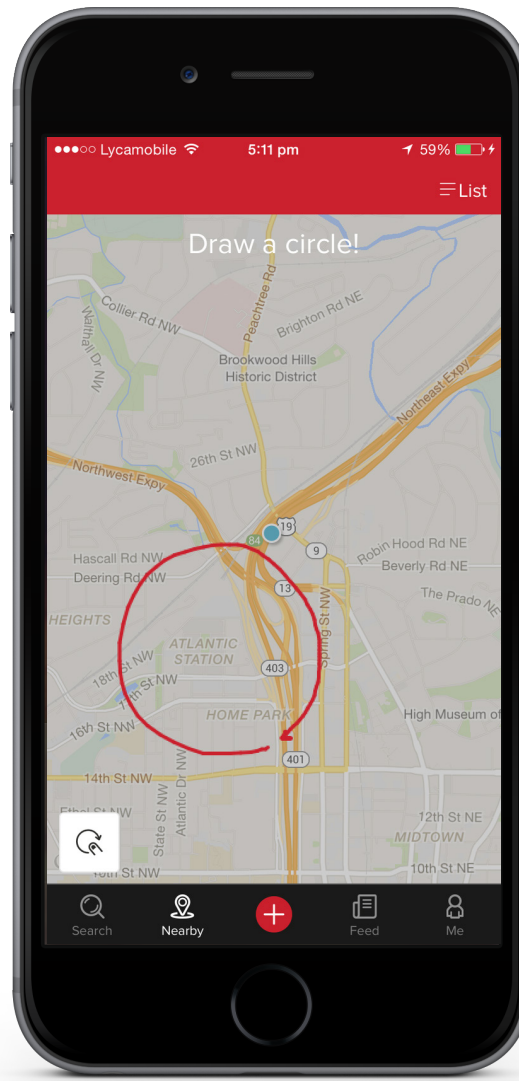 Lycamobile 5:11 pm 59%
List
Draw a circle!
Collier Rd NW
Peachtree Rd
Brighton Rd NE
Walthall Dr NW
Brookwood Hills
Historic District
Northeast Expy
26th St NW
Northwest Expy
19
84
9
Robin Hood Rd NE
Hascall Rd NW
Beverly Rd NE
Deering Rd NW
13
The Prado NE
HEIGHTS
Spring St NW
ATLANTIC
STATION
403
18th St NW
17th St NW
HOME PARK
High Museum of
16th St NW
401
14th St NW
State St NW
Atlantic Dr NW
12th St NE
MIDTOWN
10th St NW
10th St NE
Search Nearby Feed Me